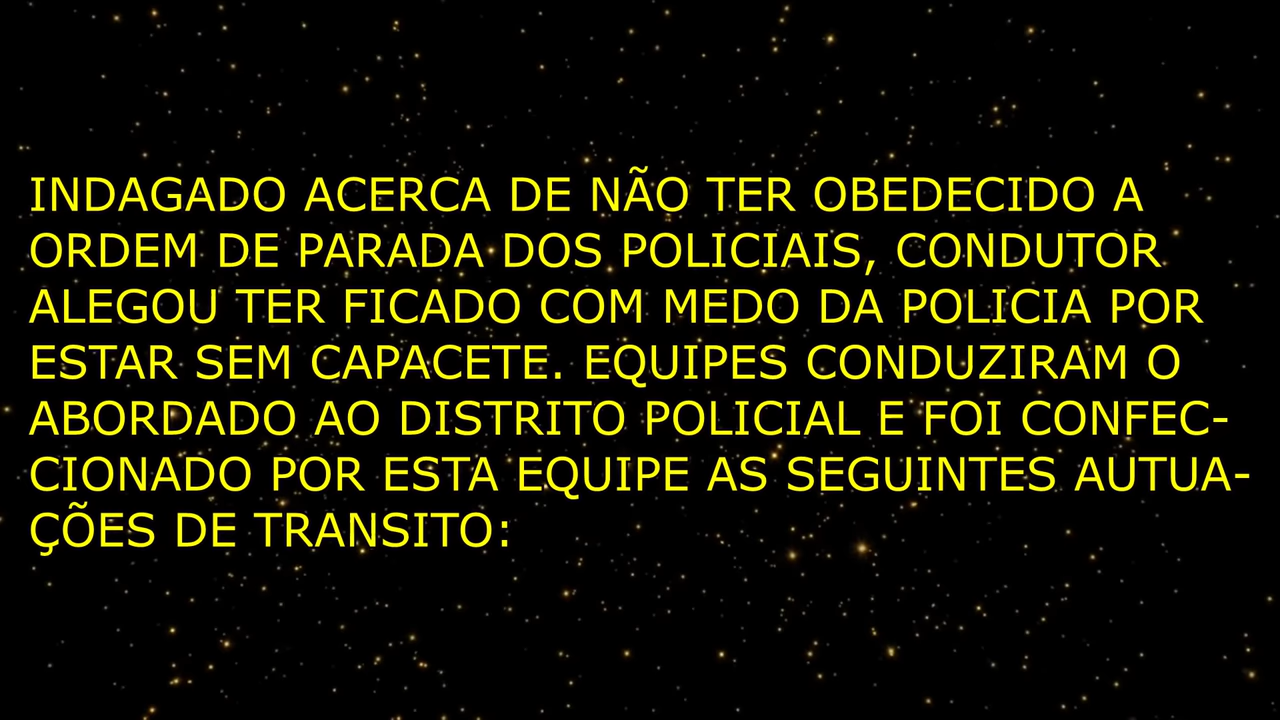 INDAGADO ACERCA DE NÃO TER OBEDECIDO A
ORDEM DE PARADA DOS POLICIAIS, CONDUTOR
ALEGOU TER FICADO COM MEDO DA POLICIA POR
ESTAR SEM CAPACETE. EQUIPES CONDUZIRAM O
ABORDADO AO DISTRITO POLICIAL E FOI CONFEC-
CIONADO POR ESTA EQUIPE AS SEGUINTES AUTUA-
ÇÕES DE TRANSITO: